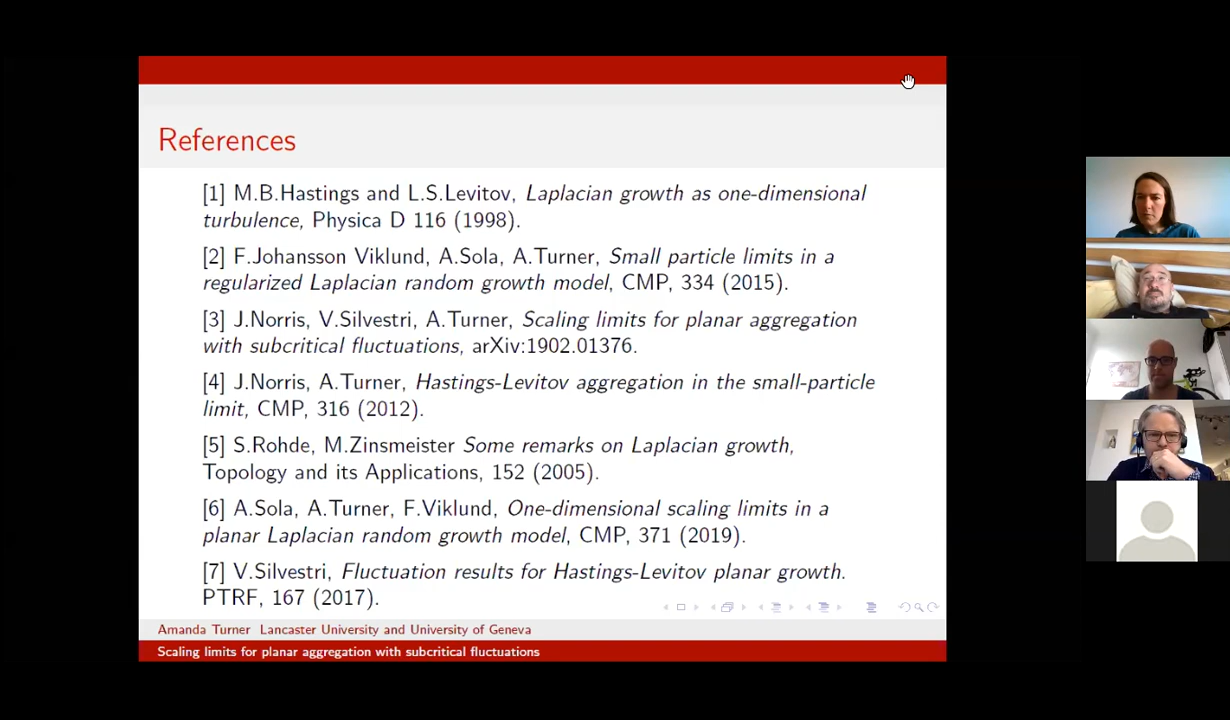 References
[1] M.B.Hastings and L.S.Levitov, Laplacian growth as one-dimensional
turbulence, Physica D 116 (1998).
[2] F.Johansson Viklund, A.Sola, A.Turner, Small particle limits in a
regularized Laplacian random growth model, CMP, 334 (2015).
[3] J.Norris, V.Silvestri, A.Turner, Scaling limits for planar aggregation
with subcritical fluctuations, arXiv:1902.01376.
[4] J.Norris, A.Turner, Hastings-Levitov aggregation in the small-particle
limit, CMP, 316 (2012).
[5] S.Rohde, M.Zinsmeister Some remarks on Laplacian growth,
Topology and its Applications, 152 (2005).
[6] A.Sola, A.Turner, F.Viklund, One-dimensional scaling limits in a
planar Laplacian random growth model, CMP, 371 (2019).
[7] V.Silvestri, Fluctuation results for Hastings-Levitov planar growth.
PTRF, 167 (2017).
Amanda Turner Lancaster University and University of Geneva
Scaling limits for planar aggregation with subcritical fluctuations